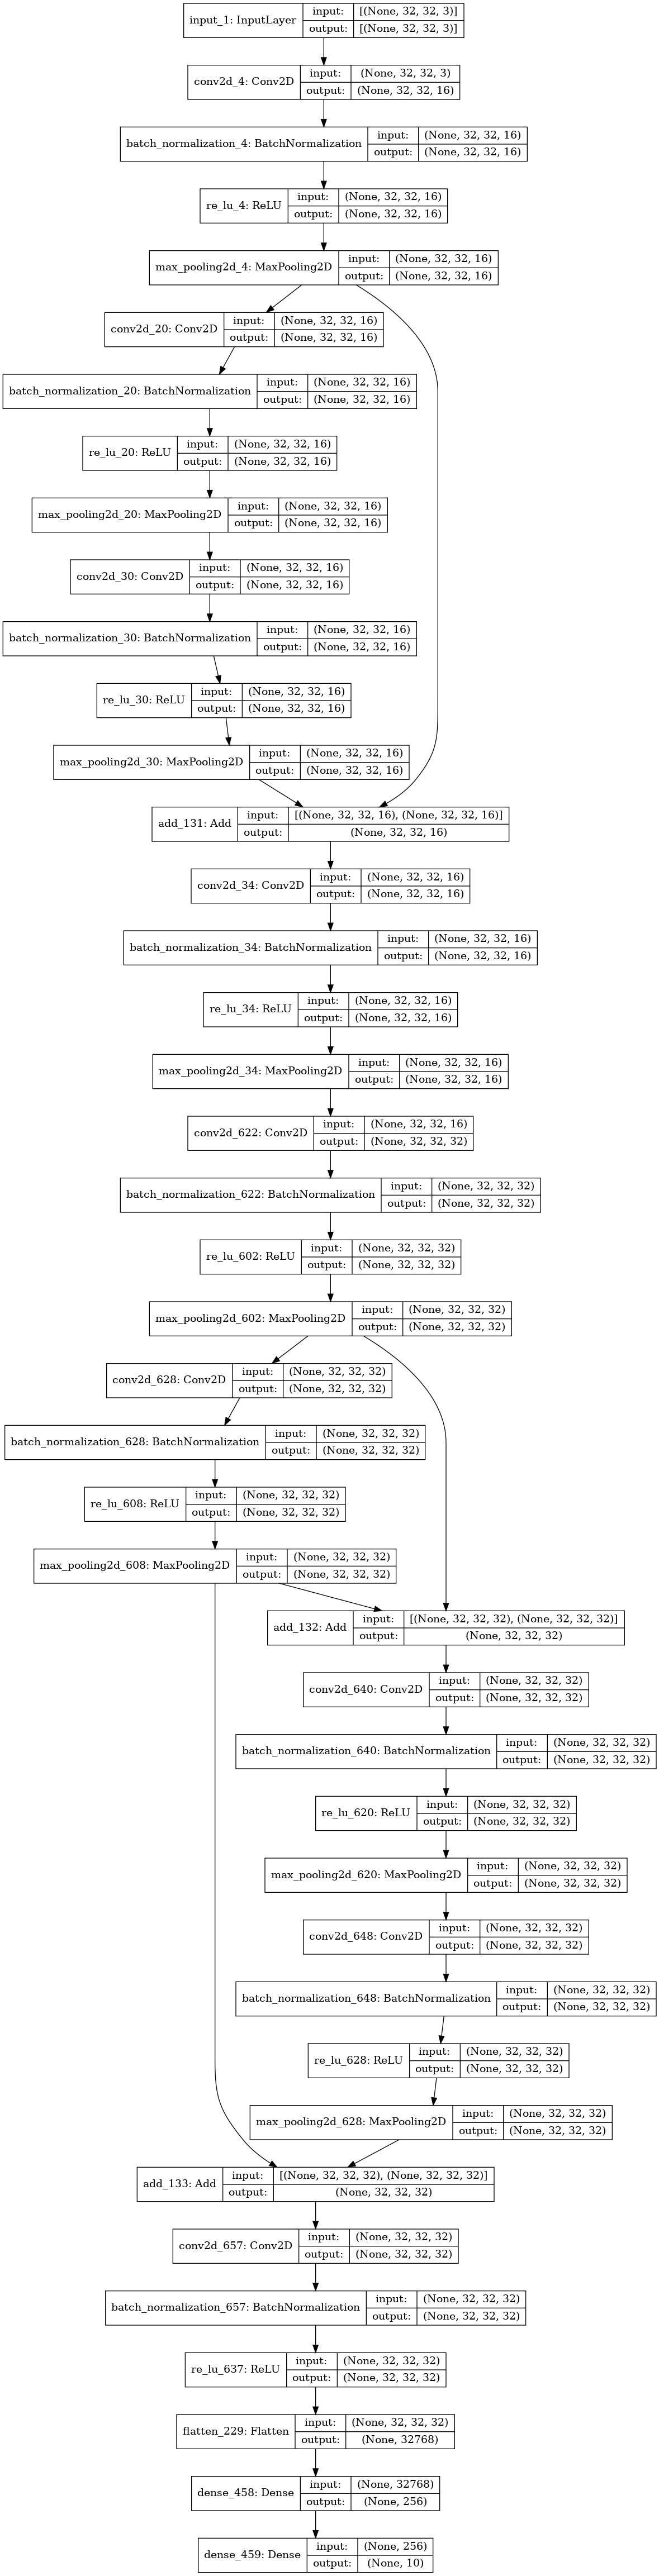 input_1: InputLayer
input: [(None, 32, 32, 3)]
output: [(None, 32, 32, 3)]
conv2d_4: Conv2D
input: (None, 32, 32, 3)
output: (None, 32, 32, 16)
batch_normalization_4: BatchNormalization
input: (None, 32, 32, 16)
output: (None, 32, 32, 16)
re_lu_4: ReLU
input: (None, 32, 32, 16)
output: (None, 32, 32, 16)
max_pooling2d_4: MaxPooling2D
input: (None, 32, 32, 16)
output: (None, 32, 32, 16)
conv2d_20: Conv2D
input: (None, 32, 32, 16)
output: (None, 32, 32, 16)
batch_normalization_20: BatchNormalization
input: (None, 32, 32, 16)
output: (None, 32, 32, 16)
re_lu_20: ReLU
input: (None, 32, 32, 16)
output: (None, 32, 32, 16)
max_pooling2d_20: MaxPooling2D
input: (None, 32, 32, 16)
output: (None, 32, 32, 16)
conv2d_30: Conv2D
input: (None, 32, 32, 16)
output: (None, 32, 32, 16)
batch_normalization_30: BatchNormalization
input: (None, 32, 32, 16)
output: (None, 32, 32, 16)
re_lu_30: ReLU
input: (None, 32, 32, 16)
output: (None, 32, 32, 16)
max_pooling2d_30: MaxPooling2D
input: (None, 32, 32, 16)
output: (None, 32, 32, 16)
add_131: Add
input: [(None, 32, 32, 16), (None, 32, 32, 16)]
output: (None, 32, 32, 16)
conv2d_34: Conv2D
input: (None, 32, 32, 16)
output: (None, 32, 32, 16)
batch_normalization_34: BatchNormalization
input: (None, 32, 32, 16)
output: (None, 32, 32, 16)
re_lu_34: ReLU
input: (None, 32, 32, 16)
output: (None, 32, 32, 16)
max_pooling2d_34: MaxPooling2D
input: (None, 32, 32, 16)
output: (None, 32, 32, 16)
conv2d_622: Conv2D
input: (None, 32, 32, 16)
output: (None, 32, 32, 32)
batch_normalization_622: BatchNormalization
input: (None, 32, 32, 32)
output: (None, 32, 32, 32)
re_lu_602: ReLU
input: (None, 32, 32, 32)
output: (None, 32, 32, 32)
max_pooling2d_602: MaxPooling2D
input: (None, 32, 32, 32)
output: (None, 32, 32, 32)
conv2d_628: Conv2D
input: (None, 32, 32, 32)
output: (None, 32, 32, 32)
batch_normalization_628: BatchNormalization
input: (None, 32, 32, 32)
output: (None, 32, 32, 32)
re_lu_608: ReLU
input: (None, 32, 32, 32)
output: (None, 32, 32, 32)
max_pooling2d_608: MaxPooling2D
input: (None, 32, 32, 32)
output: (None, 32, 32, 32)
add_132: Add
input: [(None, 32, 32, 32), (None, 32, 32, 32)]
output: (None, 32, 32, 32)
conv2d_640: Conv2D
input: (None, 32, 32, 32)
output: (None, 32, 32, 32)
batch_normalization_640: BatchNormalization
input: (None, 32, 32, 32)
output: (None, 32, 32, 32)
re_lu_620: ReLU
input: (None, 32, 32, 32)
output: (None, 32, 32, 32)
max_pooling2d_620: MaxPooling2D
input: (None, 32, 32, 32)
output: (None, 32, 32, 32)
conv2d_648: Conv2D
input: (None, 32, 32, 32)
output: (None, 32, 32, 32)
batch_normalization_648: BatchNormalization
input: (None, 32, 32, 32)
output: (None, 32, 32, 32)
re_lu_628: ReLU
input: (None, 32, 32, 32)
output: (None, 32, 32, 32)
max_pooling2d_628: MaxPooling2D
input: (None, 32, 32, 32)
output: (None, 32, 32, 32)
add_133: Add
input: [(None, 32, 32, 32), (None, 32, 32, 32)]
output: (None, 32, 32, 32)
conv2d_657: Conv2D
input: (None, 32, 32, 32)
output: (None, 32, 32, 32)
batch_normalization_657: BatchNormalization
input: (None, 32, 32, 32)
output: (None, 32, 32, 32)
re_lu_637: ReLU
input: (None, 32, 32, 32)
output: (None, 32, 32, 32)
flatten_229: Flatten
input: (None, 32, 32, 32)
output: (None, 32768)
dense_458: Dense
input: (None, 32768)
output: (None, 256)
dense_459: Dense
input: (None, 256)
output: (None, 10)